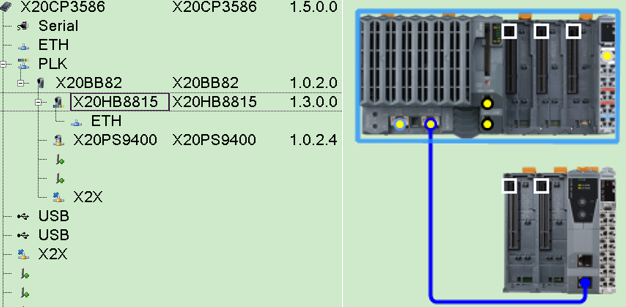 X20CP3586 X20CP3586 1.5.0.0
Serial
ETH
PLK
X20BB82 X20BB82 1.0.2.0
X20HB8815 X20HB8815 1.3.0.0
ETH
X20PS9400 X20PS9400 1.0.2.4
X2X
USB
USB
X2X